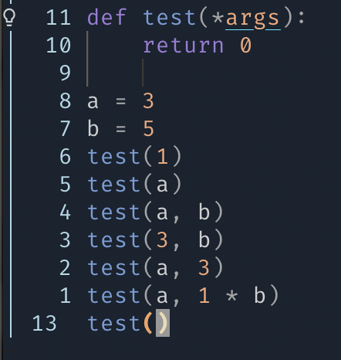 11 def test(*args):
10     return 0
9
8 a = 3
7 b = 5
6 test(1)
5 test(a)
4 test(a, b)
3 test(3, b)
2 test(a, 3)
1 test(a, 1 * b)
13 test()